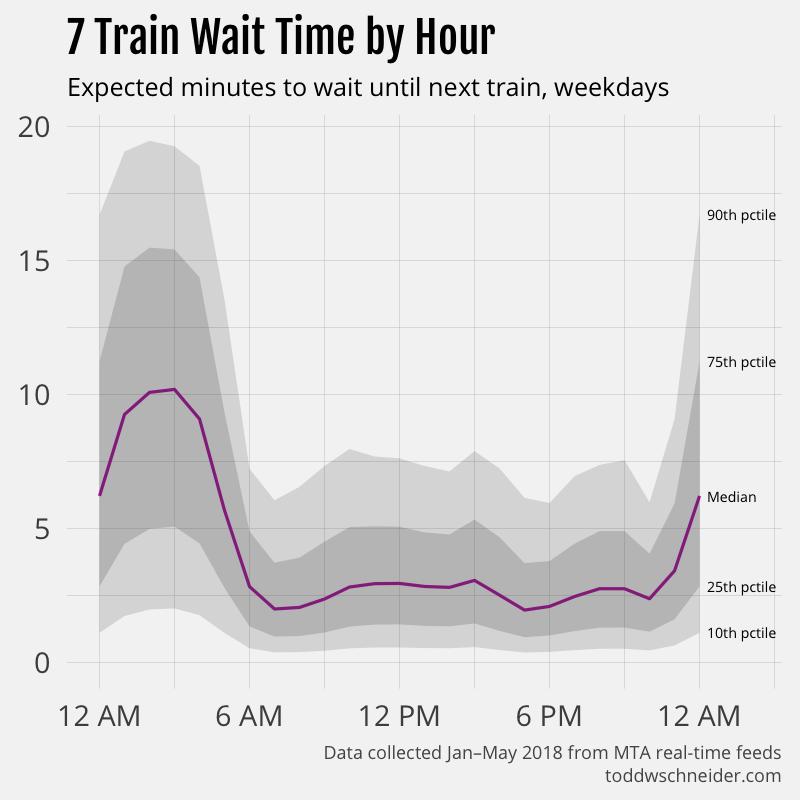 7 Train Wait Time by Hour
Expected minutes to wait until next train, weekdays
20
15
10
5
0
90th pctile
75th pctile
Median
25th pctile
10th pctile
12 AM 6 AM 12 PM 6 PM 12 AM
Data collected Jan–May 2018 from MTA real-time feeds
toddwschneider.com